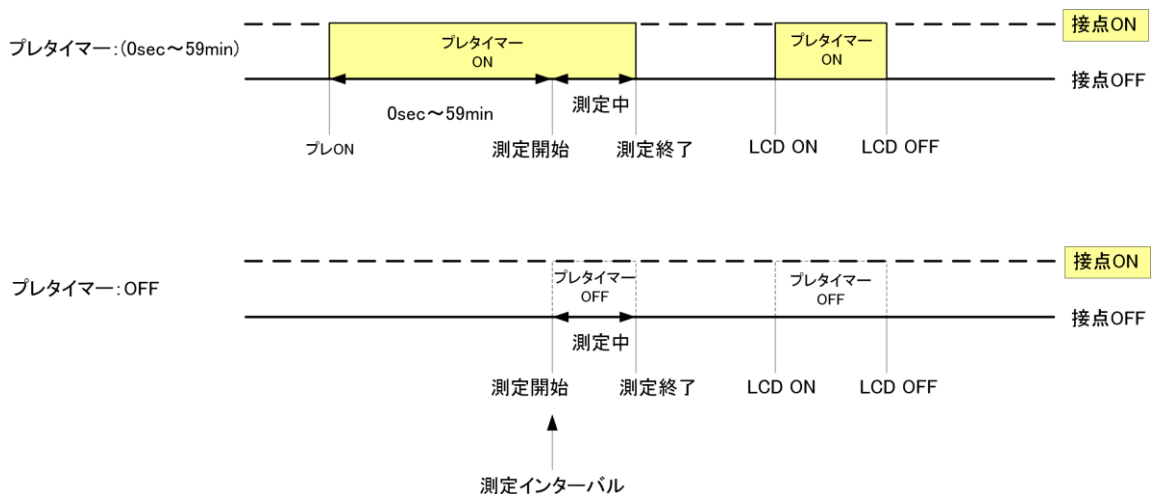 プレタイマー:(0sec～59min)
プレタイマー
ON
プレタイマー
ON
接点ON
接点OFF
0sec～59min
測定中
プレON
測定開始
測定終了
LCD ON
LCD OFF
プレタイマー:OFF
プレタイマー
OFF
プレタイマー
OFF
接点ON
接点OFF
測定中
測定開始
測定終了
LCD ON
LCD OFF
測定インターバル